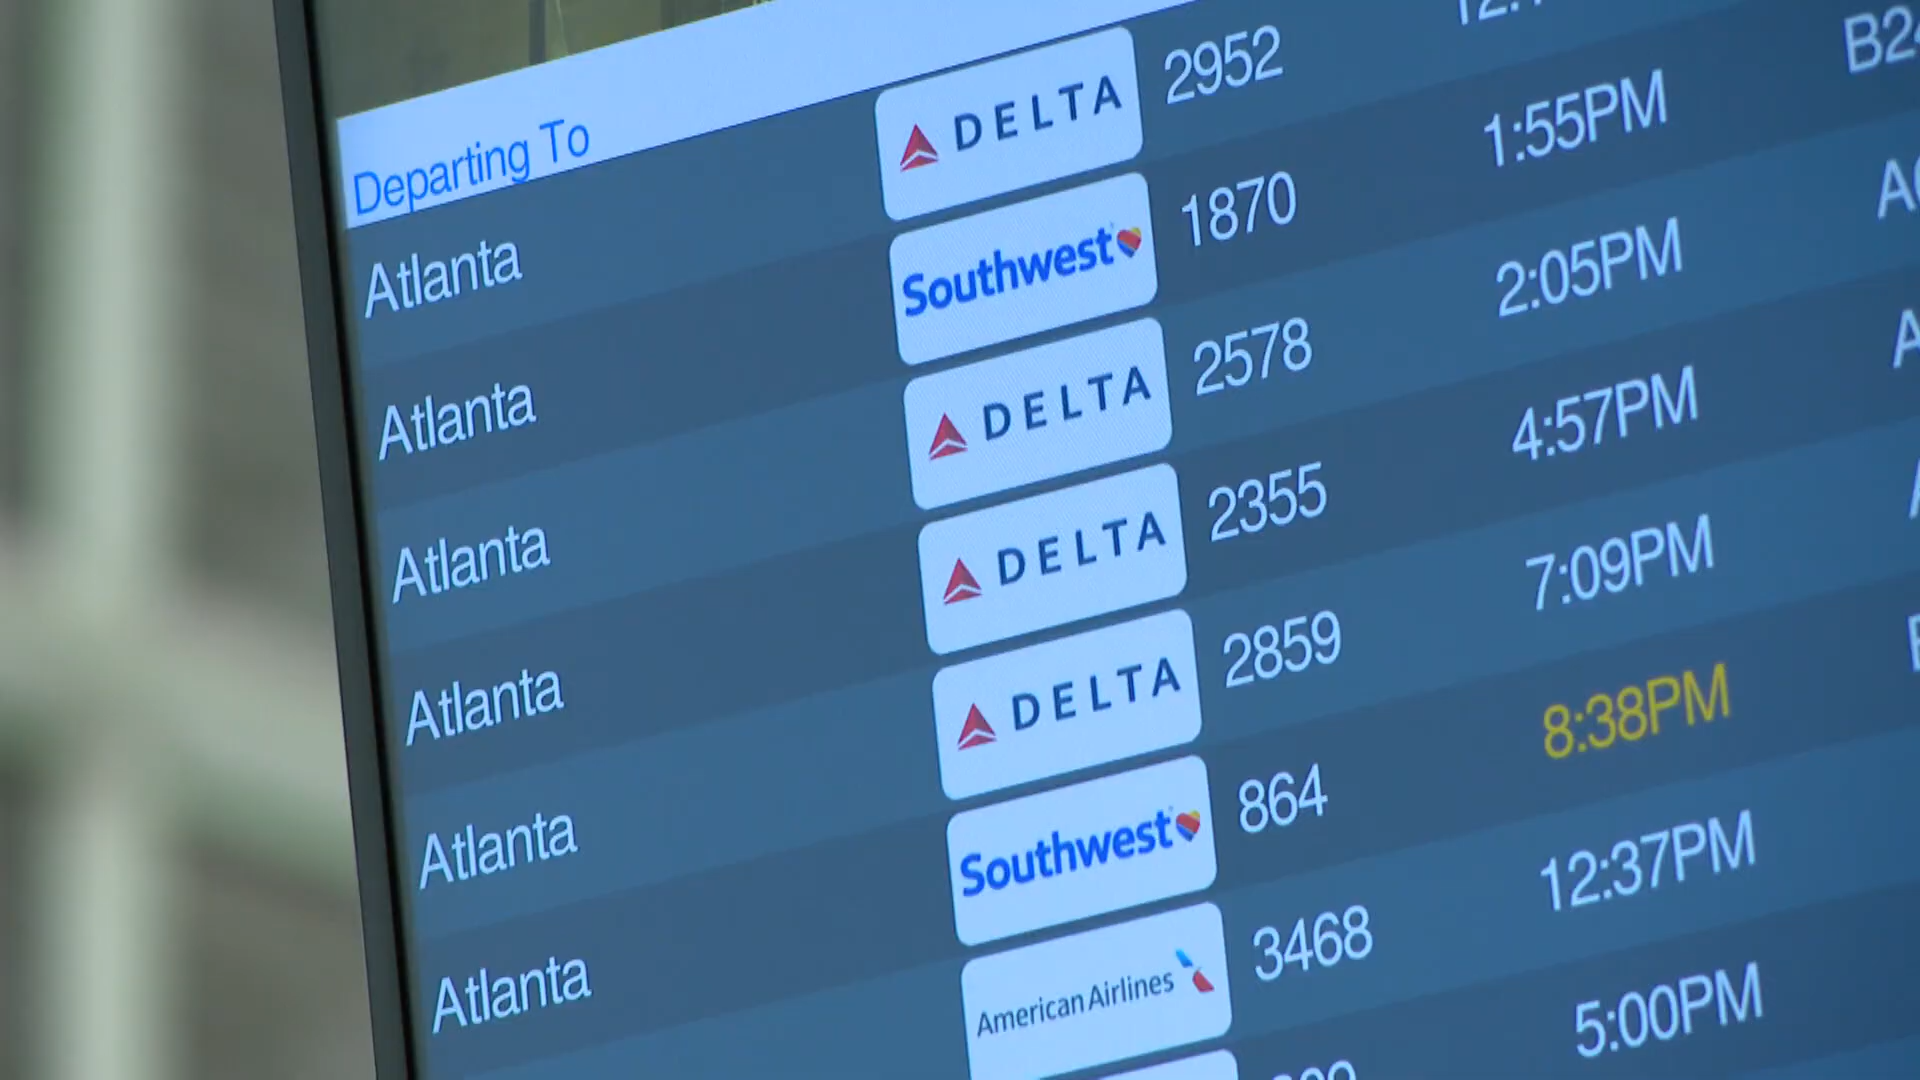 Departing To
Atlanta DELTA 2952
Atlanta Southwest 1870 1:55PM
Atlanta DELTA 2578 2:05PM
Atlanta DELTA 2355 4:57PM
Atlanta DELTA 2859 7:09PM
Atlanta Southwest 864 8:38PM
American Airlines 3468 12:37PM
5:00PM